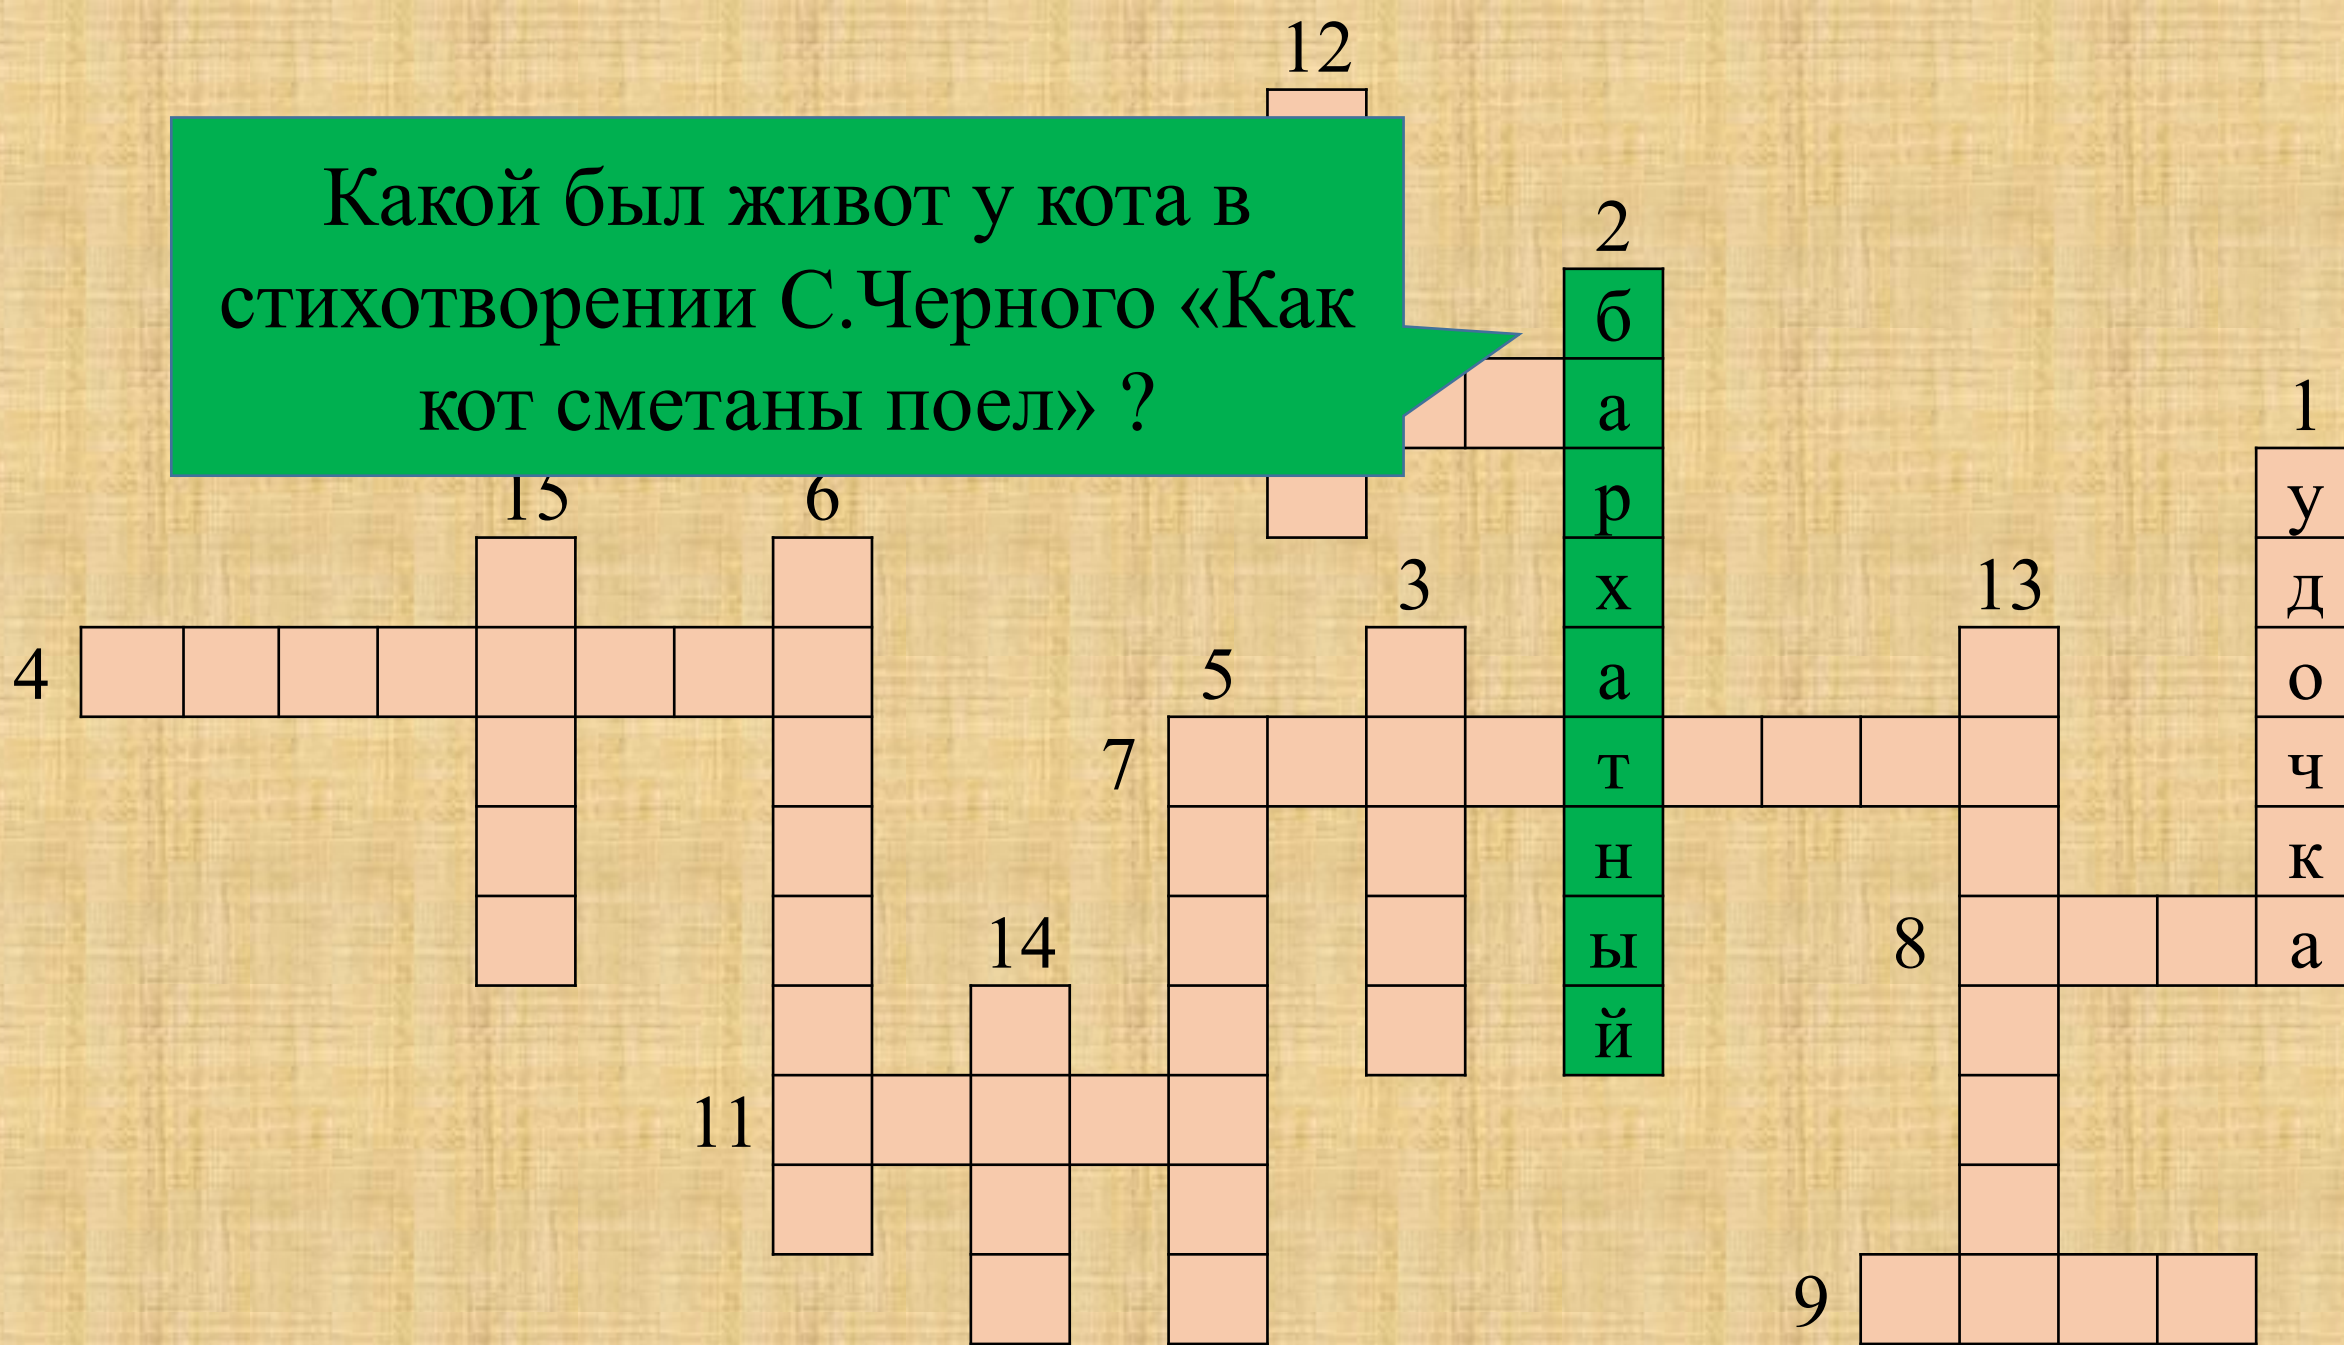 12
Какой был живот у кота в
стихотворении С.Черного «Как
кот сметаны поел» ?
2
б
а
р
х
а
т
н
ы
й
1
у
д
о
ч
к
а
15
6
3
13
4
5
7
14
8
11
9